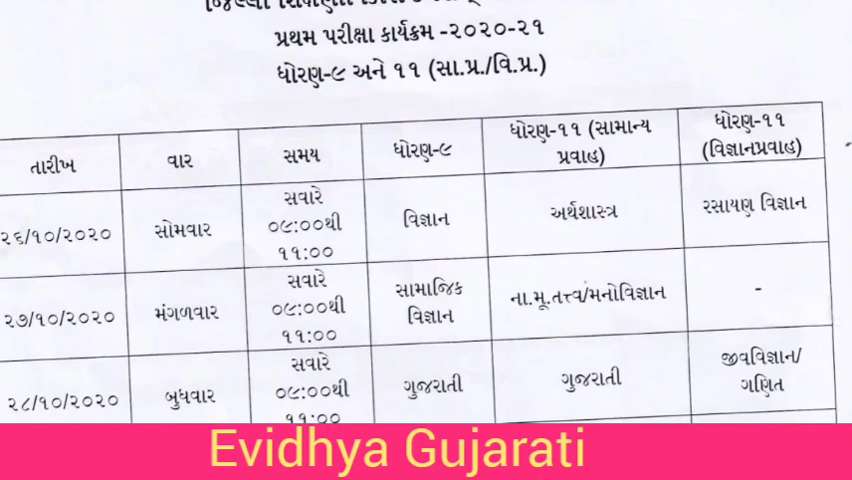 પ્રથમ પરીક્ષા કાર્યક્રમ -૨૦૨૦-૨૧
ધોરણ-૯ અને ૧૧ (સા.પ્ર./વિ.પ્ર.)
તારીખ વાર સમય ધોરણ-૯ ધોરણ-૧૧ (સામાન્ય પ્રવાહ) ધોરણ-૧૧ (વિજ્ઞાનપ્રવાહ)
૨૬/૧૦/૨૦૨૦ સોમવાર સવારે ૦૯:૦૦થી ૧૧:૦૦ વિજ્ઞાન અર્થશાસ્ત્ર રસાયણ વિજ્ઞાન
૨૭/૧૦/૨૦૨૦ મંગળવાર સવારે ૦૯:૦૦થી ૧૧:૦૦ સામાજિક વિજ્ઞાન ના.મૂ.તત્ત્વ/મનોવિજ્ઞાન -
૨૮/૧૦/૨૦૨૦ બુધવાર સવારે ૦૯:૦૦થી ૧૧:૦૦ ગુજરાતી ગુજરાતી જીવવિજ્ઞાન/ગણિત
Evidhya Gujarati